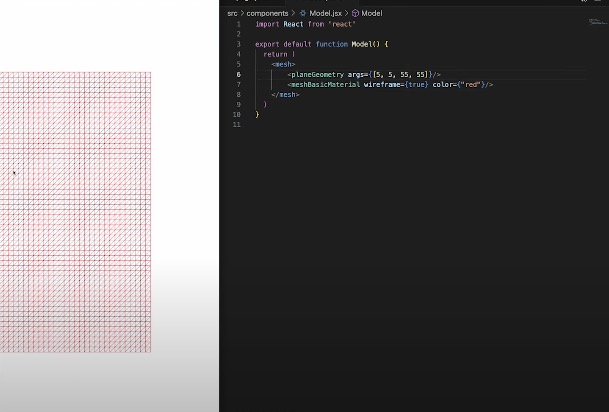 src > components > Model.jsx > Model
1 import React from 'react'
2
3 export default function Model() {
4 return (
5 <mesh>
6 <planeGeometry args={[5, 5, 55, 55]}/>
7 <meshBasicMaterial wireframe={true} color={"red"}/>
8 </mesh>
9 )
10 }
11